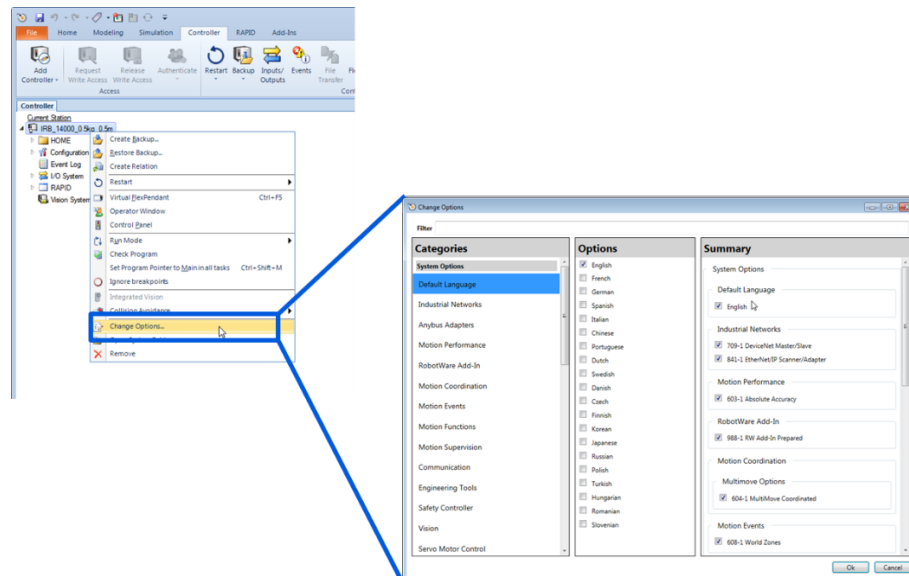 File Home Modeling Simulation Controller RAPID Add-Ins
Add Request Release Authenticate Restart Backup Inputs/ Events File
Controller Write Access Write Access Outputs Transfer
Access
Controller
Current Station
IRB_14000_0.5kg_0.5m
HOME
Configuration
Event Log
I/O System
RAPID
Vision System
Create Backup...
Restore Backup...
Create Relation
Restart
Virtual FlexPendant Ctrl+F5
Operator Window
Control Panel
Run Mode
Check Program
Set Program Pointer to Main in all tasks Ctrl+Shift+M
Ignore breakpoints
Integrated Vision
Collision Avoidance
Change Options...
Remove
Change Options
Filter
Categories
System Options
Default Language
Industrial Networks
Anybus Adapters
Motion Performance
RobotWare Add-In
Motion Coordination
Motion Events
Motion Functions
Motion Supervision
Communication
Engineering Tools
Safety Controller
Vision
Servo Motor Control
Options
English
French
German
Spanish
Italian
Chinese
Portuguese
Dutch
Swedish
Danish
Czech
Finnish
Korean
Japanese
Russian
Polish
Turkish
Hungarian
Romanian
Slovenian
Summary
System Options
Default Language
English
Industrial Networks
709-1 DeviceNet Master/Slave
841-1 EtherNet/IP Scanner/Adapter
Motion Performance
603-1 Absolute Accuracy
RobotWare Add-In
988-1 RW Add-In Prepared
Motion Coordination
Multimove Options
604-1 MultiMove Coordinated
Motion Events
608-1 World Zones
Ok Cancel